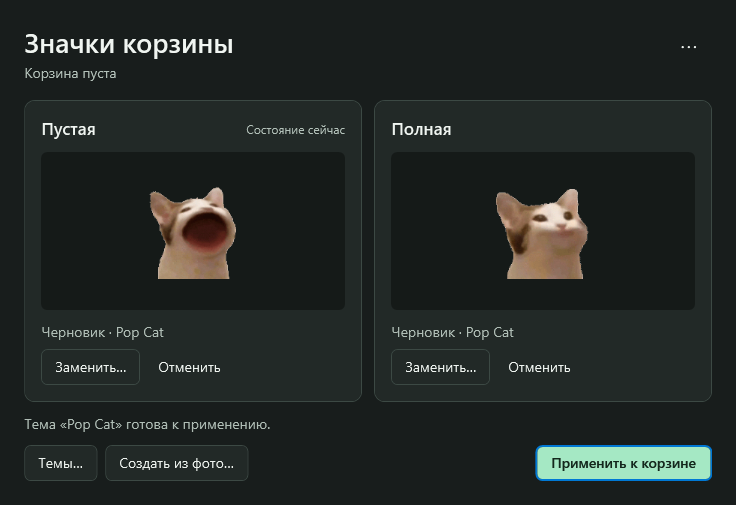 Значки корзины
...
Корзина пуста
Пустая
Состояние сейчас
Полная
Черновик · Pop Cat
Черновик · Pop Cat
Заменить...
Отменить
Заменить...
Отменить
Тема «Pop Cat» готова к применению.
Темы...
Создать из фото...
Применить к корзине